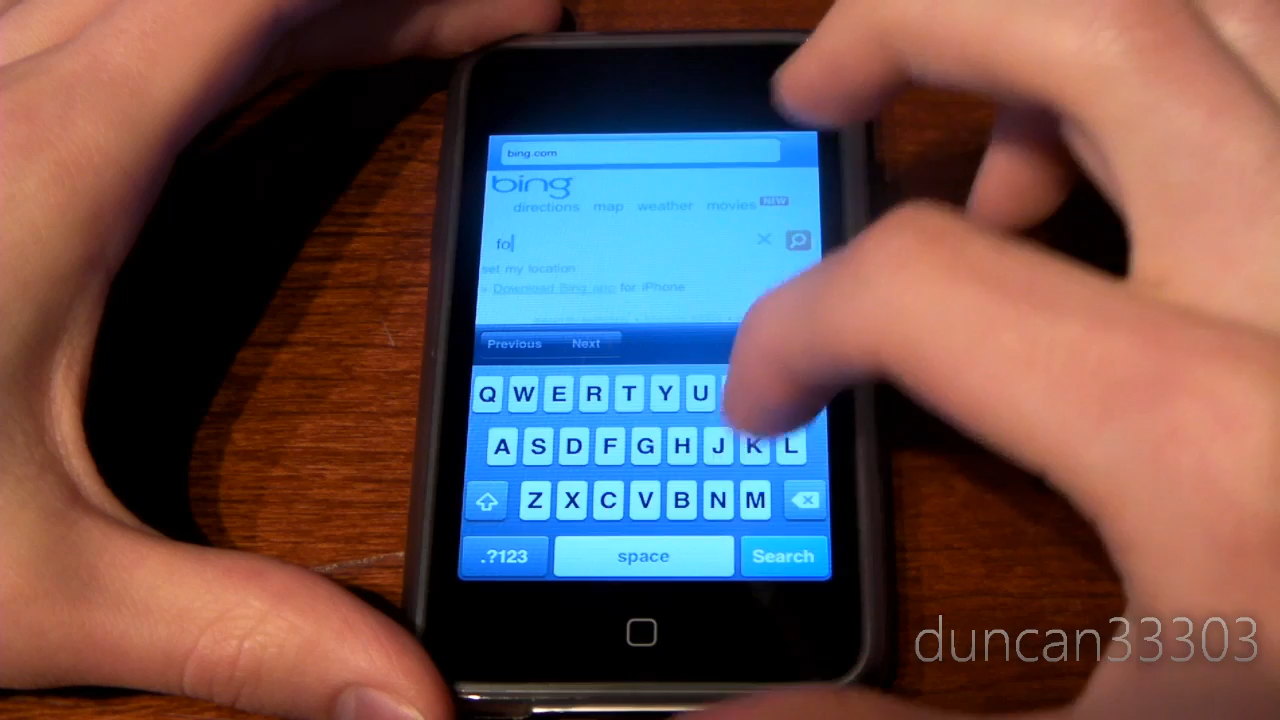 bing.com
bing
directions map weather movies NEW
fo
set my location
Download Bing app for iPhone
Previous Next
Q W E R T Y U
A S D F G H J K L
Z X C V B N M
.?123 space Search
duncan33303